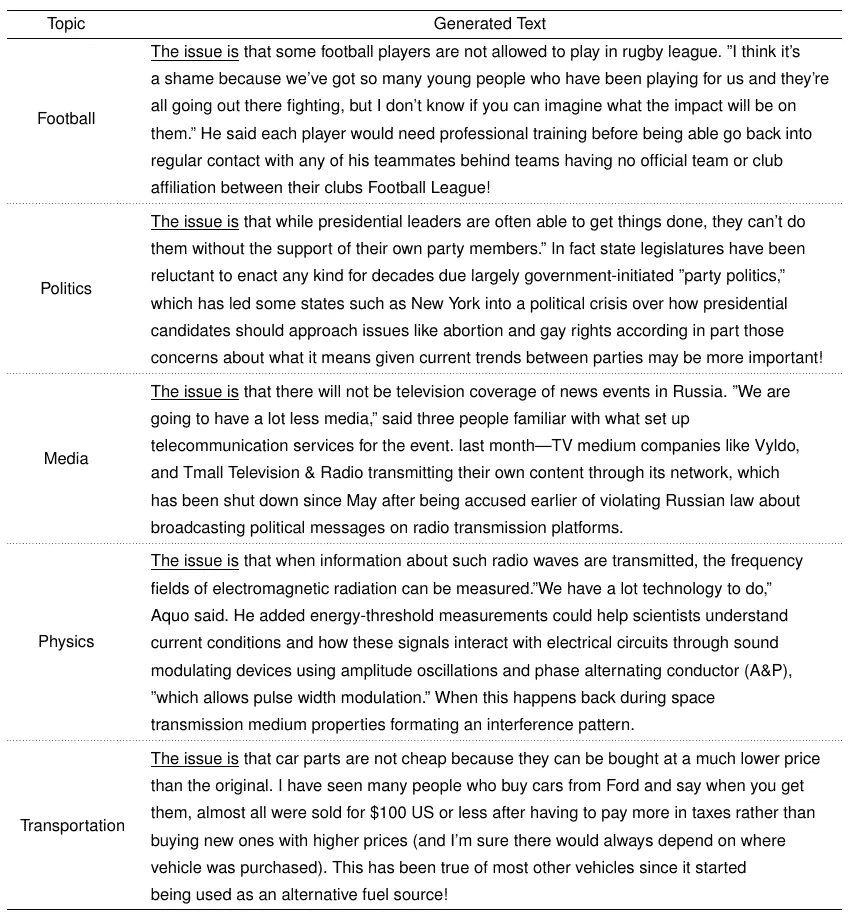 Topic Generated Text
The issue is that some football players are not allowed to play in rugby league. ”I think it’s
a shame because we’ve got so many young people who have been playing for us and they’re
all going out there fighting, but I don’t know if you can imagine what the impact will be on
Football
them.” He said each player would need professional training before being able go back into
regular contact with any of his teammates behind teams having no official team or club
affiliation between their clubs Football League!
The issue is that while presidential leaders are often able to get things done, they can’t do
them without the support of their own party members.” In fact state legislatures have been
reluctant to enact any kind for decades due largely government-initiated ”party politics,”
Politics
which has led some states such as New York into a political crisis over how presidential
candidates should approach issues like abortion and gay rights according in part those
concerns about what it means given current trends between parties may be more important!
The issue is that there will not be television coverage of news events in Russia. ”We are
going to have a lot less media,” said three people familiar with what set up
telecommunication services for the event. last month—TV medium companies like Vyldo,
Media
and Tmall Television & Radio transmitting their own content through its network, which
has been shut down since May after being accused earlier of violating Russian law about
broadcasting political messages on radio transmission platforms.
The issue is that when information about such radio waves are transmitted, the frequency
fields of electromagnetic radiation can be measured.”We have a lot technology to do,”
Aquo said. He added energy-threshold measurements could help scientists understand
Physics
current conditions and how these signals interact with electrical circuits through sound
modulating devices using amplitude oscillations and phase alternating conductor (A&P),
”which allows pulse width modulation.” When this happens back during space
transmission medium properties formating an interference pattern.
The issue is that car parts are not cheap because they can be bought at a much lower price
than the original. I have seen many people who buy cars from Ford and say when you get
them, almost all were sold for $100 US or less after having to pay more in taxes rather than
Transportation
buying new ones with higher prices (and I’m sure there would always depend on where
vehicle was purchased). This has been true of most other vehicles since it started
being used as an alternative fuel source!